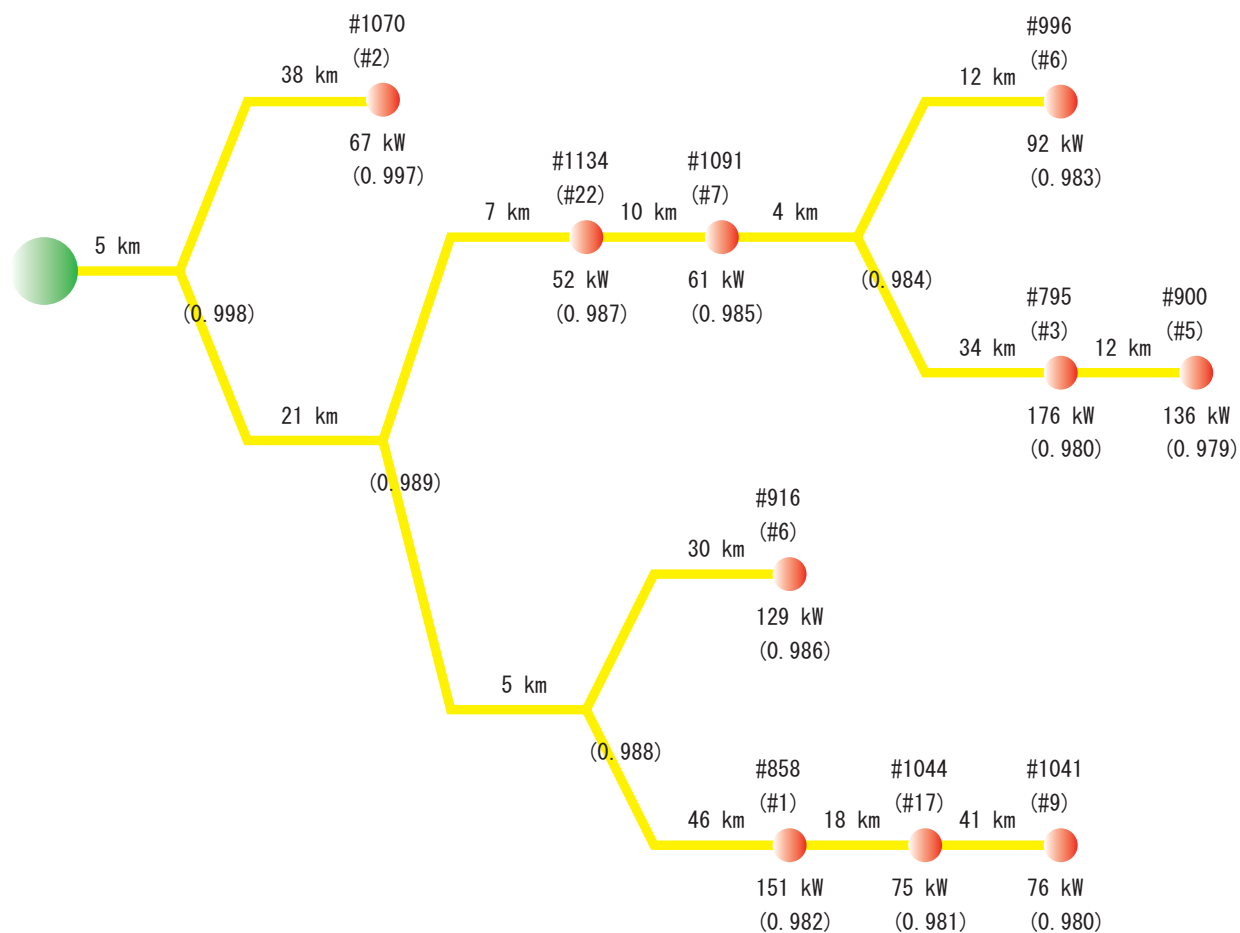 #1070
(#2)
38 km
67 kW
(0.997)
5 km
(0.998)
21 km
(0.989)
7 km
#1134
(#22)
52 kW
(0.987)
10 km
#1091
(#7)
61 kW
(0.985)
4 km
(0.984)
12 km
#996
(#6)
92 kW
(0.983)
34 km
#795
(#3)
176 kW
(0.980)
12 km
#900
(#5)
136 kW
(0.979)
5 km
(0.988)
30 km
#916
(#6)
129 kW
(0.986)
46 km
#858
(#1)
151 kW
(0.982)
18 km
#1044
(#17)
75 kW
(0.981)
41 km
#1041
(#9)
76 kW
(0.980)